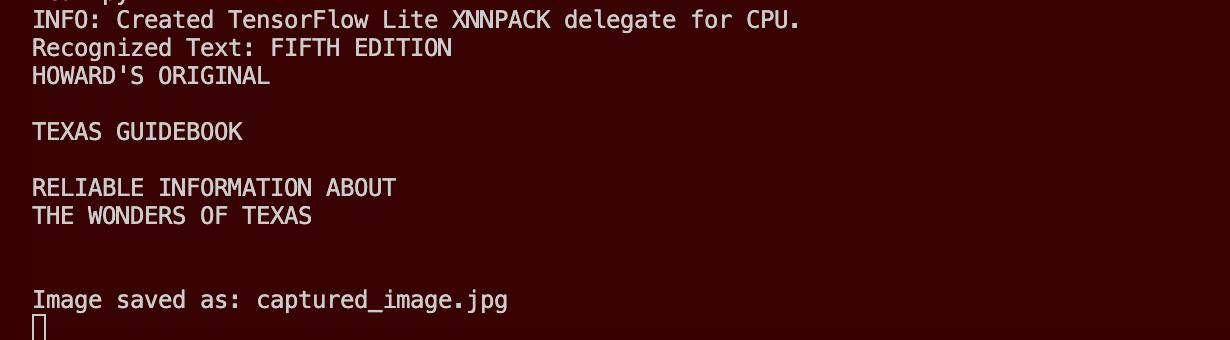 INFO: Created TensorFlow Lite XNNPACK delegate for CPU.
Recognized Text: FIFTH EDITION
HOWARD'S ORIGINAL
TEXAS GUIDEBOOK
RELIABLE INFORMATION ABOUT
THE WONDERS OF TEXAS
Image saved as: captured_image.jpg